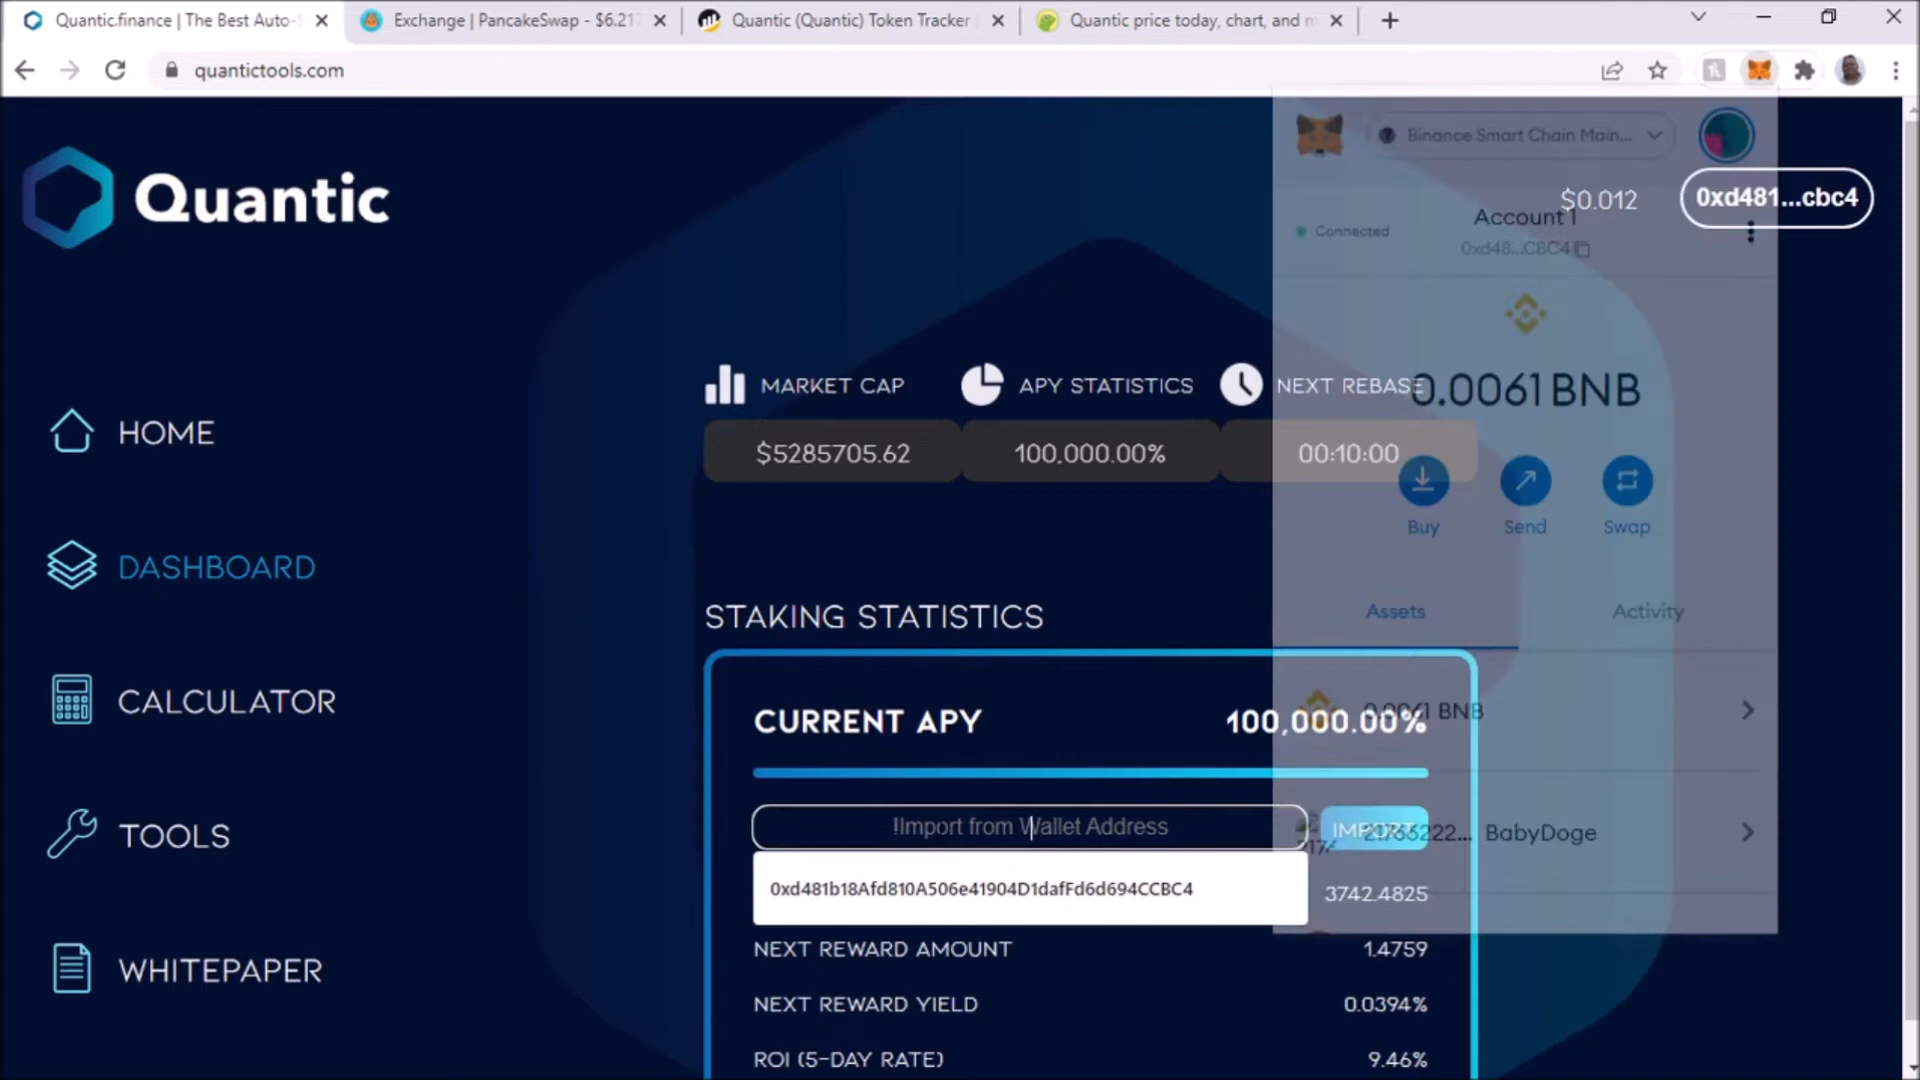 Quantic.finance | The Best Auto-S
Exchange | PancakeSwap - $6.217
Quantic (Quantic) Token Tracker
Quantic price today, chart, and m
quantictools.com
Quantic
Binance Smart Chain Main...
$0.012
0xd481...cbc4
Connected
Account 1
0xd48...CBC4
0.0061 BNB
MARKET CAP
APY STATISTICS
NEXT REBASE
$5285705.62
100,000.00%
00:10:00
Buy
Send
Swap
Assets
Activity
HOME
DASHBOARD
CALCULATOR
TOOLS
WHITEPAPER
STAKING STATISTICS
CURRENT APY
100,000.00%
0.0061 BNB
!Import from Wallet Address
IMPORT
BabyDoge
0xd481b18Afd810A506e41904D1dafFd6d694CCBC4
3742.4825
NEXT REWARD AMOUNT
1.4759
NEXT REWARD YIELD
0.0394%
ROI (5-DAY RATE)
9.46%